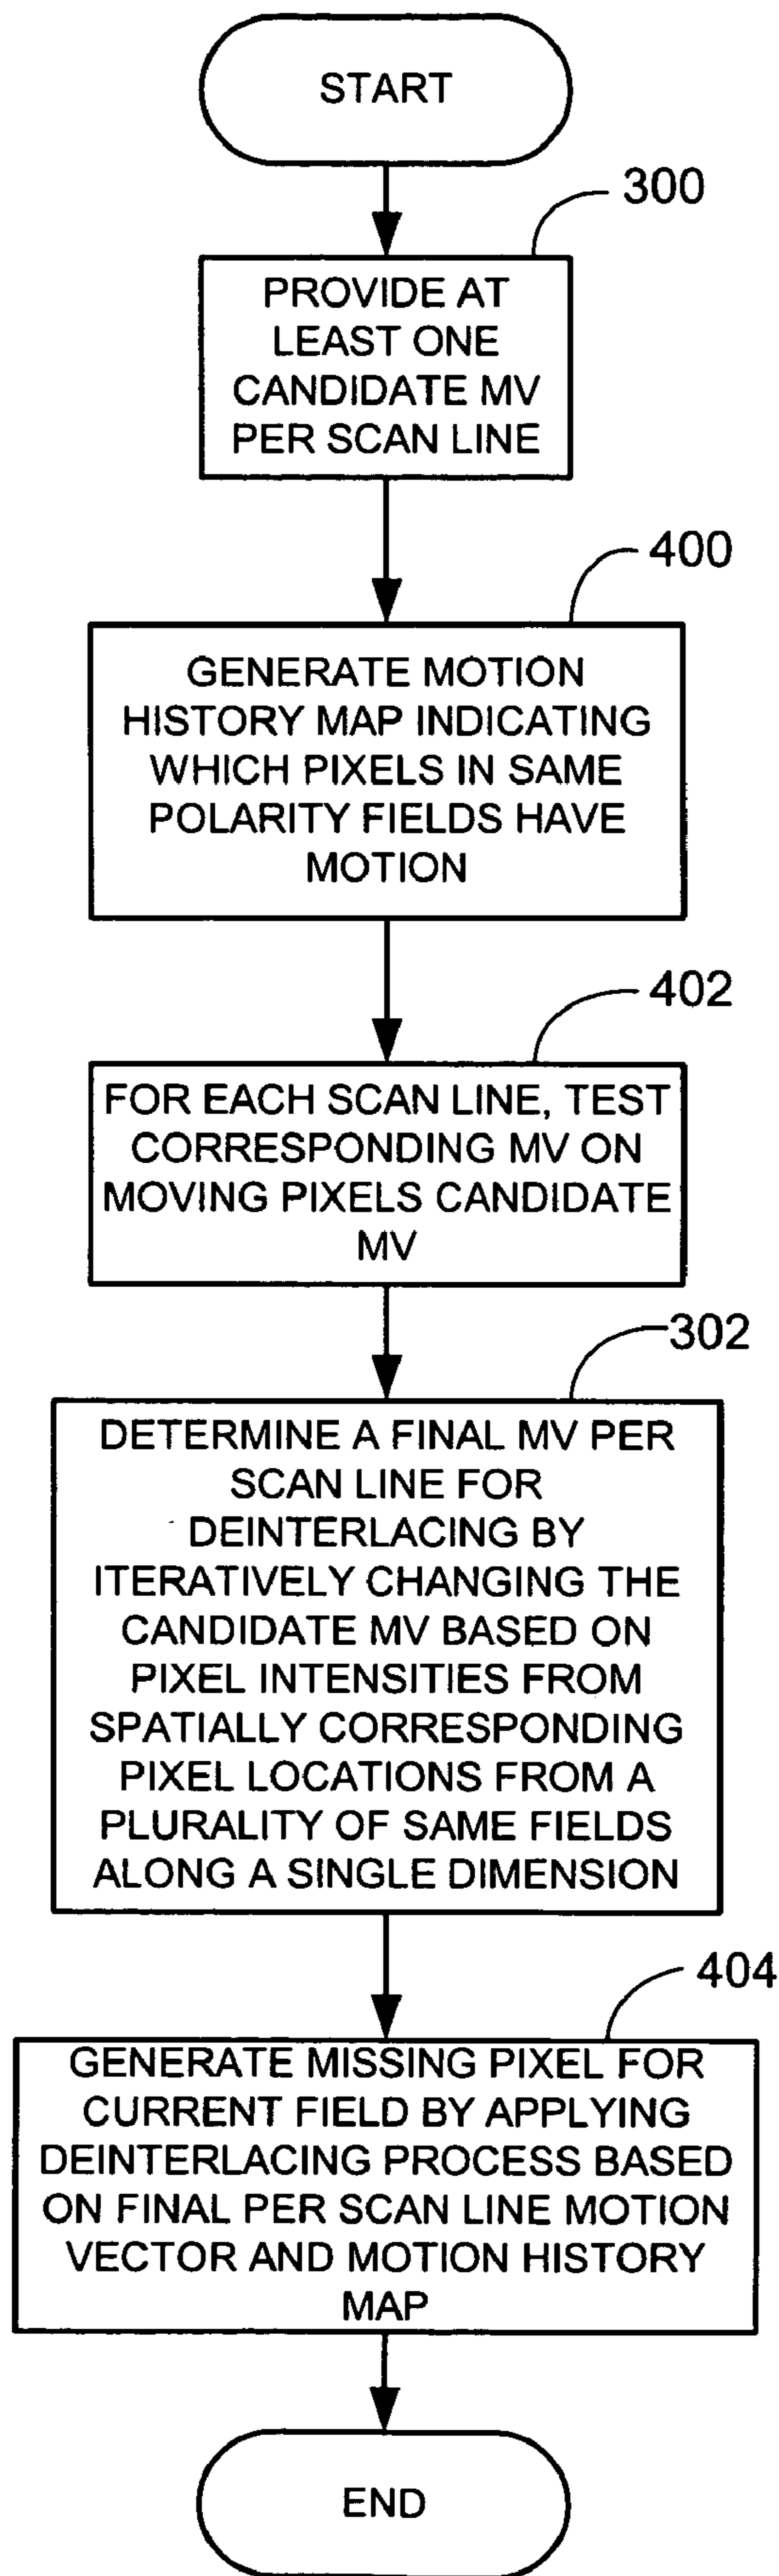 START
300
PROVIDE AT
LEAST ONE
CANDIDATE MV
PER SCAN LINE
400
GENERATE MOTION
HISTORY MAP INDICATING
WHICH PIXELS IN SAME
POLARITY FIELDS HAVE
MOTION
402
FOR EACH SCAN LINE, TEST
CORRESPONDING MV ON
MOVING PIXELS CANDIDATE
MV
302
DETERMINE A FINAL MV PER
SCAN LINE FOR
DEINTERLACING BY
ITERATIVELY CHANGING THE
CANDIDATE MV BASED ON
PIXEL INTENSITIES FROM
SPATIALLY CORRESPONDING
PIXEL LOCATIONS FROM A
PLURALITY OF SAME FIELDS
ALONG A SINGLE DIMENSION
404
GENERATE MISSING PIXEL FOR
CURRENT FIELD BY APPLYING
DEINTERLACING PROCESS BASED
ON FINAL PER SCAN LINE MOTION
VECTOR AND MOTION HISTORY
MAP
END